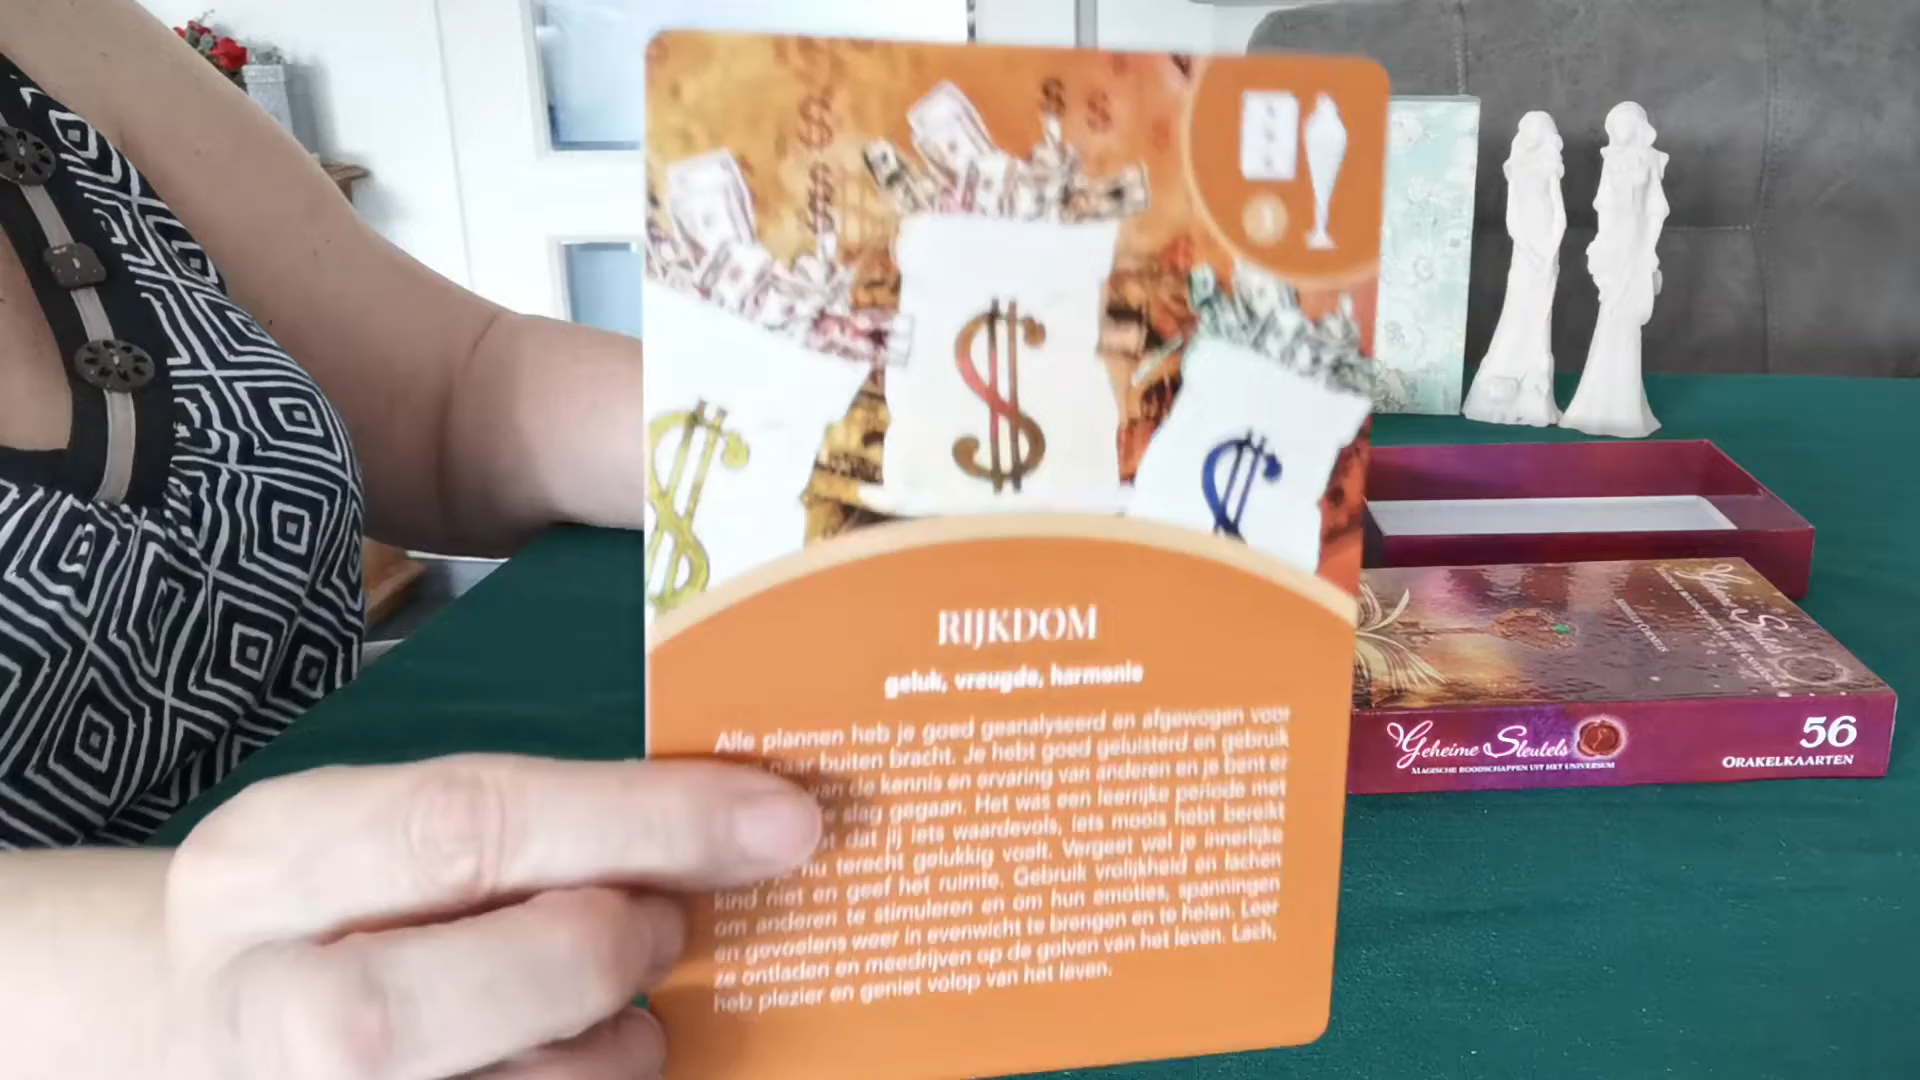 RIJKDOM
geluk, vreugde, harmonie
Alle plannen heb je goed geanalyseerd en afgewogen voor
naar buiten bracht. Je hebt goed geluisterd en gebruik
van de kennis en ervaring van anderen en je bent er
slag gegaan. Het was een leerrijke periode met
dat jij iets waardevols, iets moois hebt bereikt
nu terecht gelukkig voelt. Vergeet wel je innerlijke
kind niet en geef het ruimte. Gebruik vrolijkheid en lachen
om anderen te stimuleren en om hun emoties, spanningen
en gevoelens weer in evenwicht te brengen en te helen. Leer
ze ontladen en meedrijven op de golven van het leven. Lach,
heb plezier en geniet volop van het leven.
Geheime Sleutels
Geheime Sleutels
MAGISCHE BOODSCHAPPEN UIT HET UNIVERSUM
56
ORAKELKAARTEN